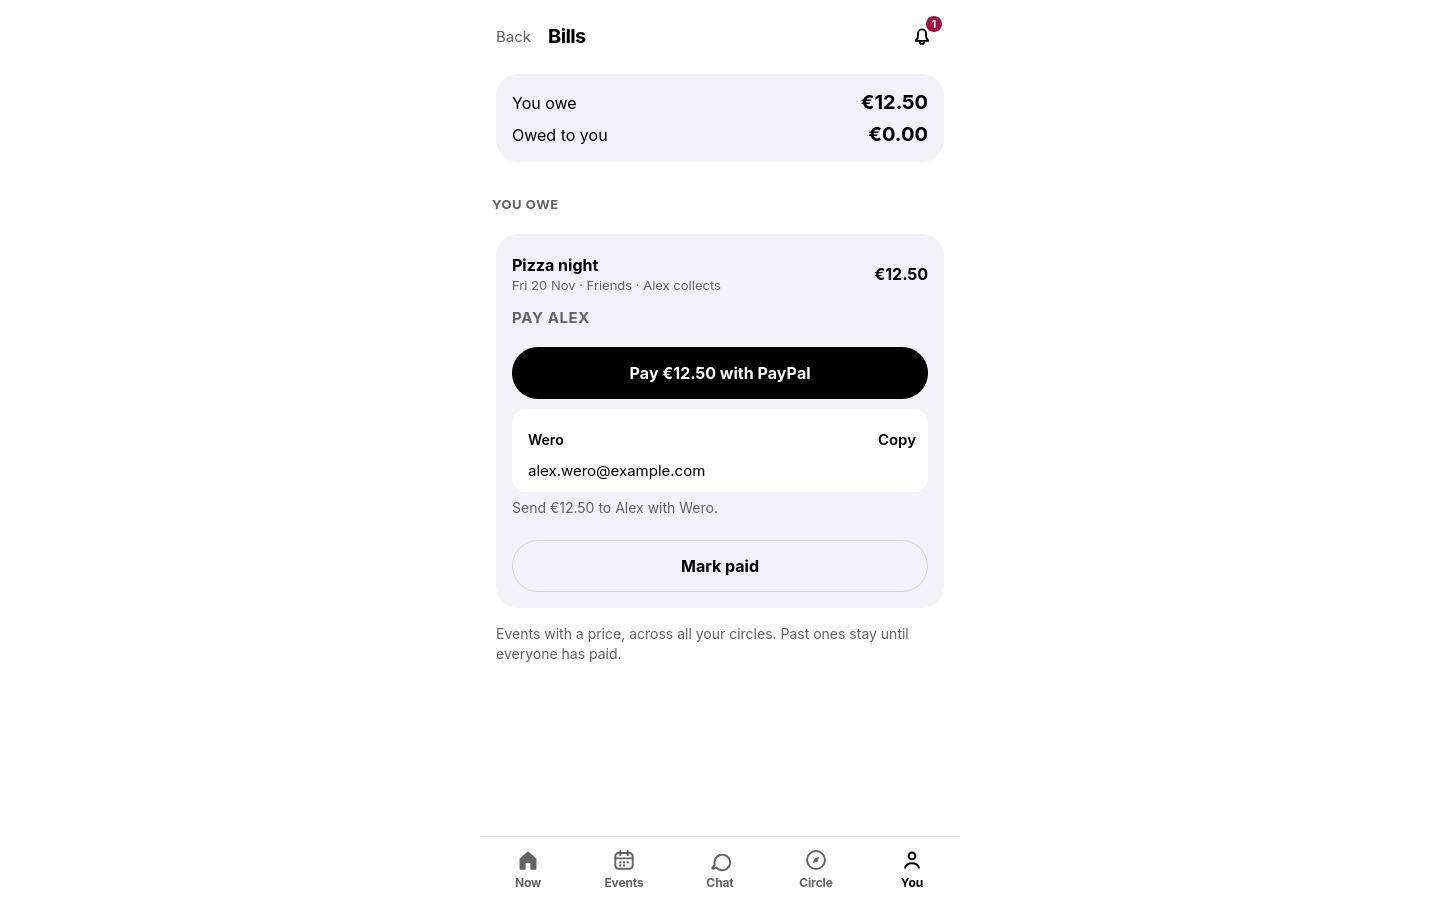 Back Bills 1
You owe €12.50
Owed to you €0.00
YOU OWE
Pizza night €12.50
Fri 20 Nov · Friends · Alex collects
PAY ALEX
Pay €12.50 with PayPal
Wero Copy
alex.wero@example.com
Send €12.50 to Alex with Wero.
Mark paid
Events with a price, across all your circles. Past ones stay until
everyone has paid.
Now Events Chat Circle You